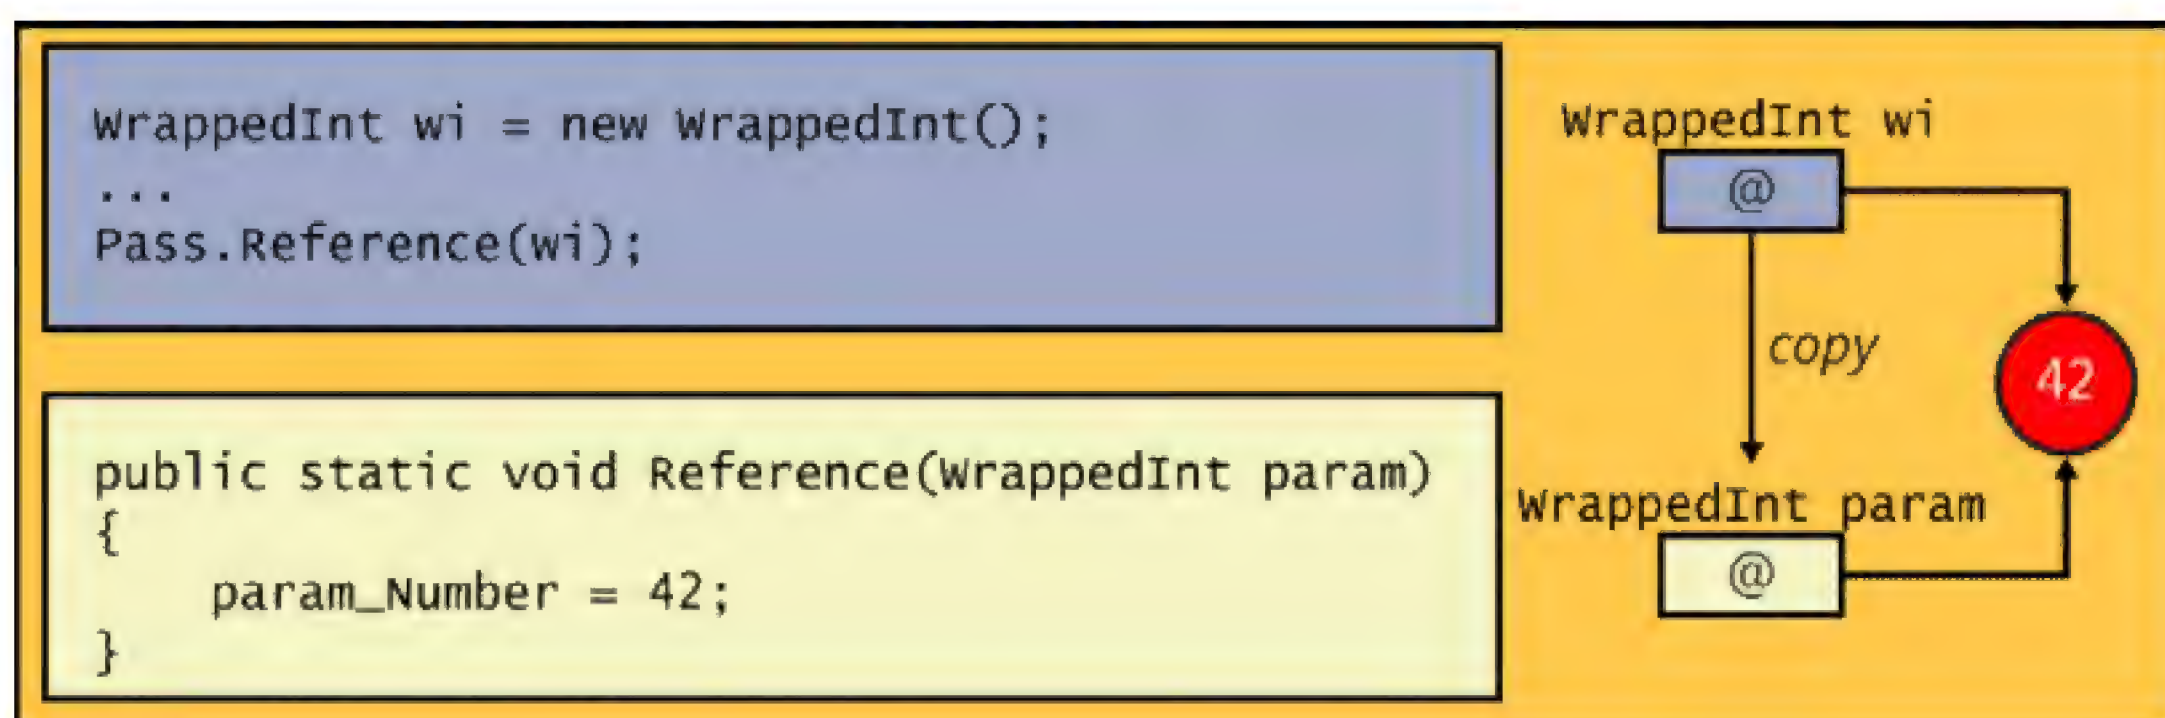 WrappedInt wi = new WrappedInt();
...
Pass.Reference(wi);
public static void Reference(WrappedInt param)
{
    param_Number = 42;
}
WrappedInt wi
@
copy
42
WrappedInt param
@